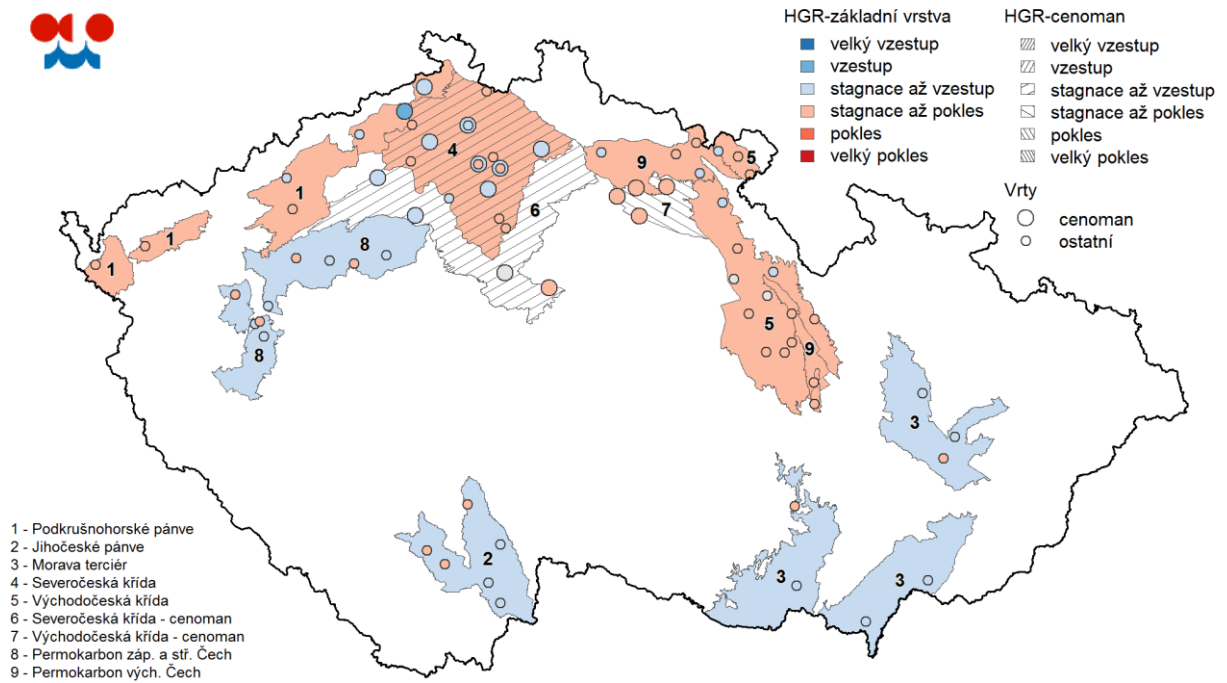 HGR-základní vrstva
velký vzestup
vzestup
stagnace až vzestup
stagnace až pokles
pokles
velký pokles
HGR-cenoman
velký vzestup
vzestup
stagnace až vzestup
stagnace až pokles
pokles
velký pokles
Vrty
cenoman
ostatní
4
9
5
1
7
6
1
8
1
5
9
8
3
2
3
3
1 - Podkrušnohorské pánve
2 - Jihočeské pánve
3 - Morava terciér
4 - Severočeská křída
5 - Východočeská křída
6 - Severočeská křída - cenoman
7 - Východočeská křída - cenoman
8 - Permokarbon záp. a stř. Čech
9 - Permokarbon vých. Čech